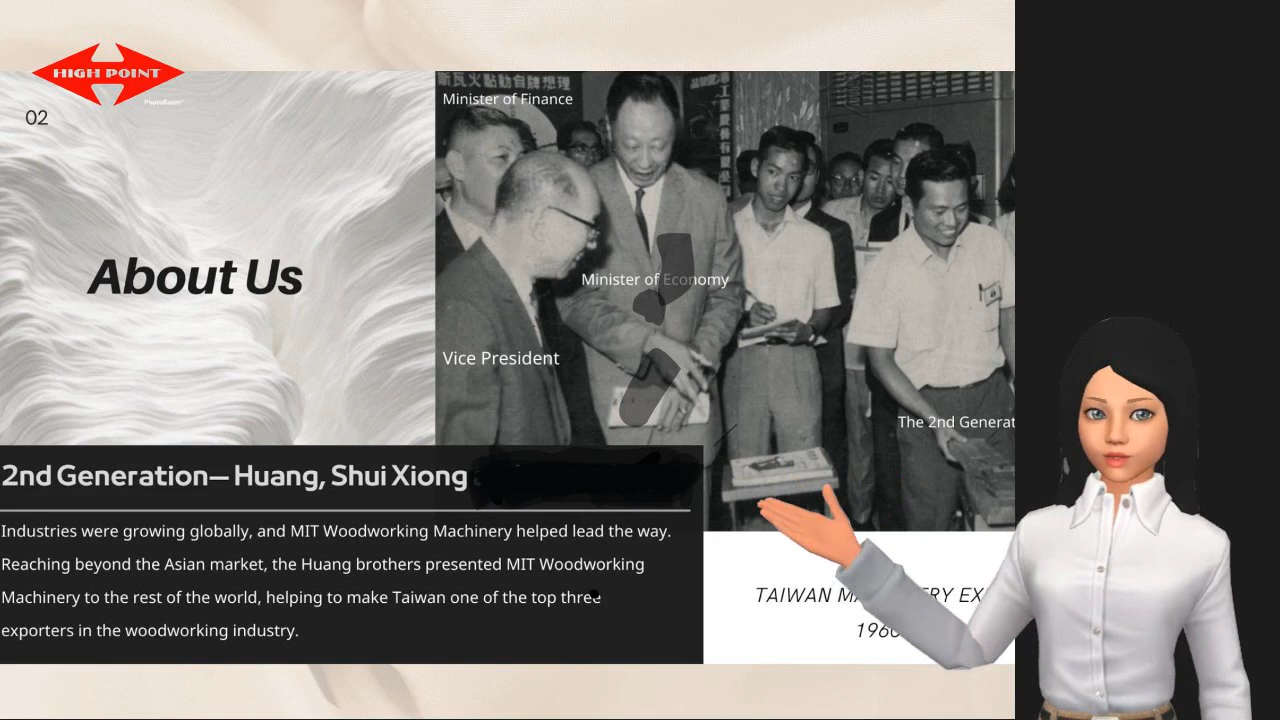 HIGH POINT
PhotoRoom
02
About Us
Minister of Finance
Minister of Economy
Vice President
The 2nd Generat
2nd Generation— Huang, Shui Xiong
Industries were growing globally, and MIT Woodworking Machinery helped lead the way.
Reaching beyond the Asian market, the Huang brothers presented MIT Woodworking
Machinery to the rest of the world, helping to make Taiwan one of the top three
exporters in the woodworking industry.
TAIWAN
196